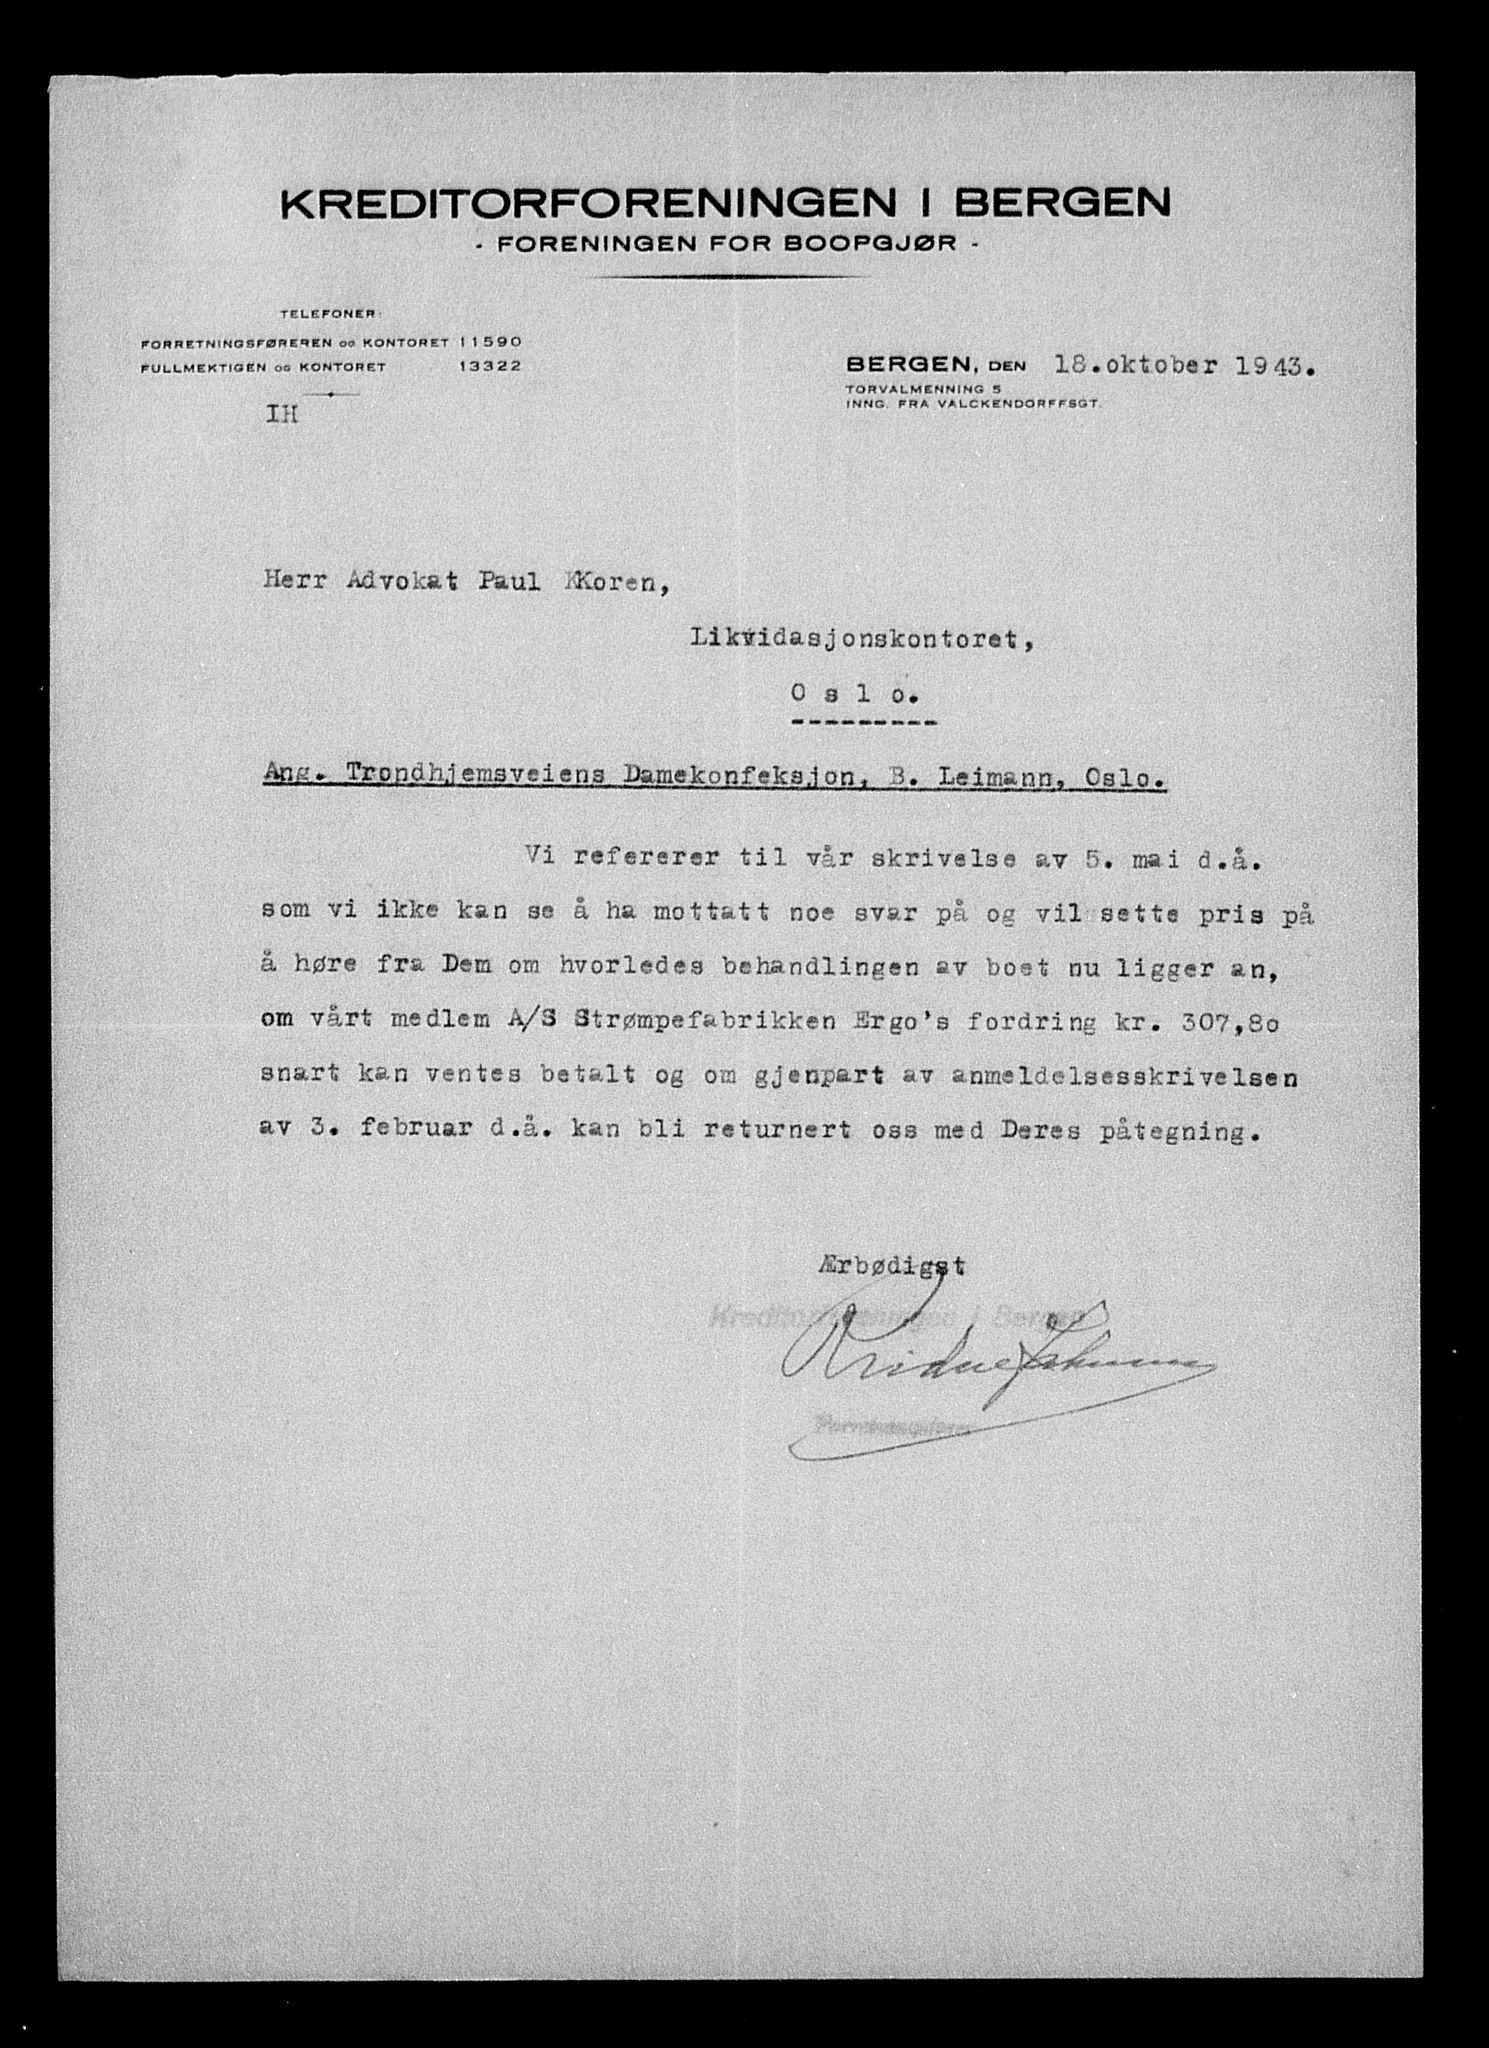 KREDITORFORENINGEN I BERGEN
- FORENINGEN FOR BOOPGJØR -
TELEFONER:
FORRETNINGSFØREREN OG KONTORET 11590
FULLMEKTIGEN OG KONTORET 13322
IH
BERGEN, DEN 18.oktober 1943.
TORVALMENNING 5
INNG. FRA VALCKENDORFFSGT.
Herr Advokat Paul KKoren,
Likvidasjonskontoret,
O s l o.
---------
Ang. Trondhjemsveiens Damekonfeksjon, B. Leimann, Oslo.
Vi refererer til vår skrivelse av 5. mai d.å.
som vi ikke kan se å ha mottatt noe svar på og vil sette pris på
å høre fra Dem om hvorledes behandlingen av boet nu ligger an,
om vårt medlem A/S Strømpefabrikken Ergo's fordring kr. 307,80
snart kan ventes betalt og om gjenpart av anmeldelsesskrivelsen
av 3. februar d.å. kan bli returnert oss med Deres påtegning.
Ærbødigst
Kreditorforeningen i Bergen